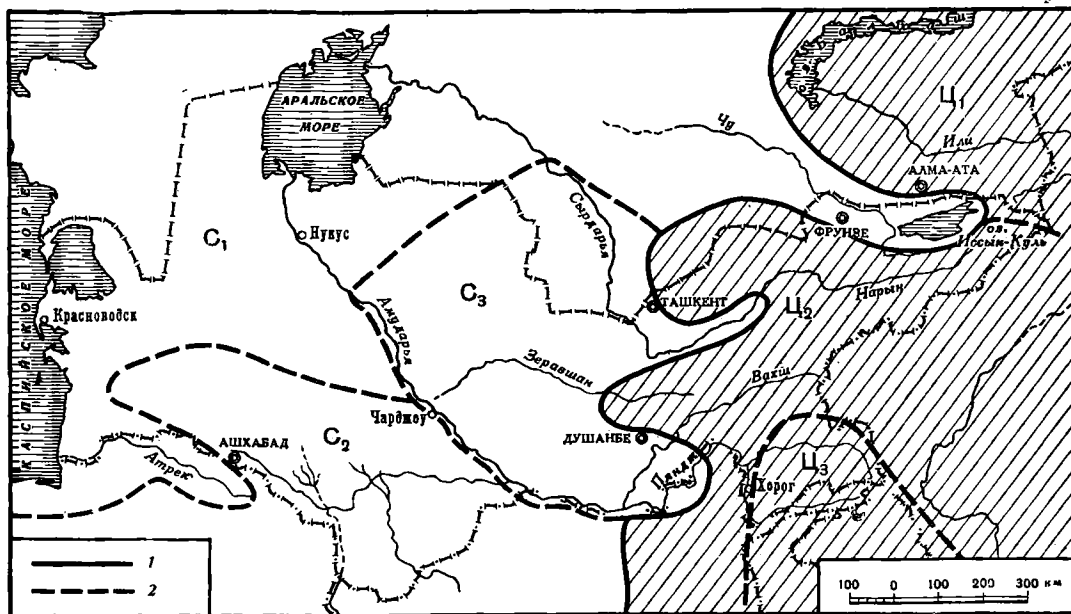 АРАЛЬСКОЕ
МОРЕ
Ц₁
Чу
Или
АЛМА-АТА
КАСПИЙСКОЕ МОРЕ
С₁
Нукус
Сырдарья
ФРУНЗЕ
оз.
Иссык-Куль
С₃
Красноводск
ТАШКЕНТ
Ц₂
Нарын
Амударья
Зеравшан
Вахш
Чарджоу
АШХАБАД
С₂
ДУШАНБЕ
Атрек
Пяндж
Ц₃
Хорог
1
2
100 0 100 200 300 км